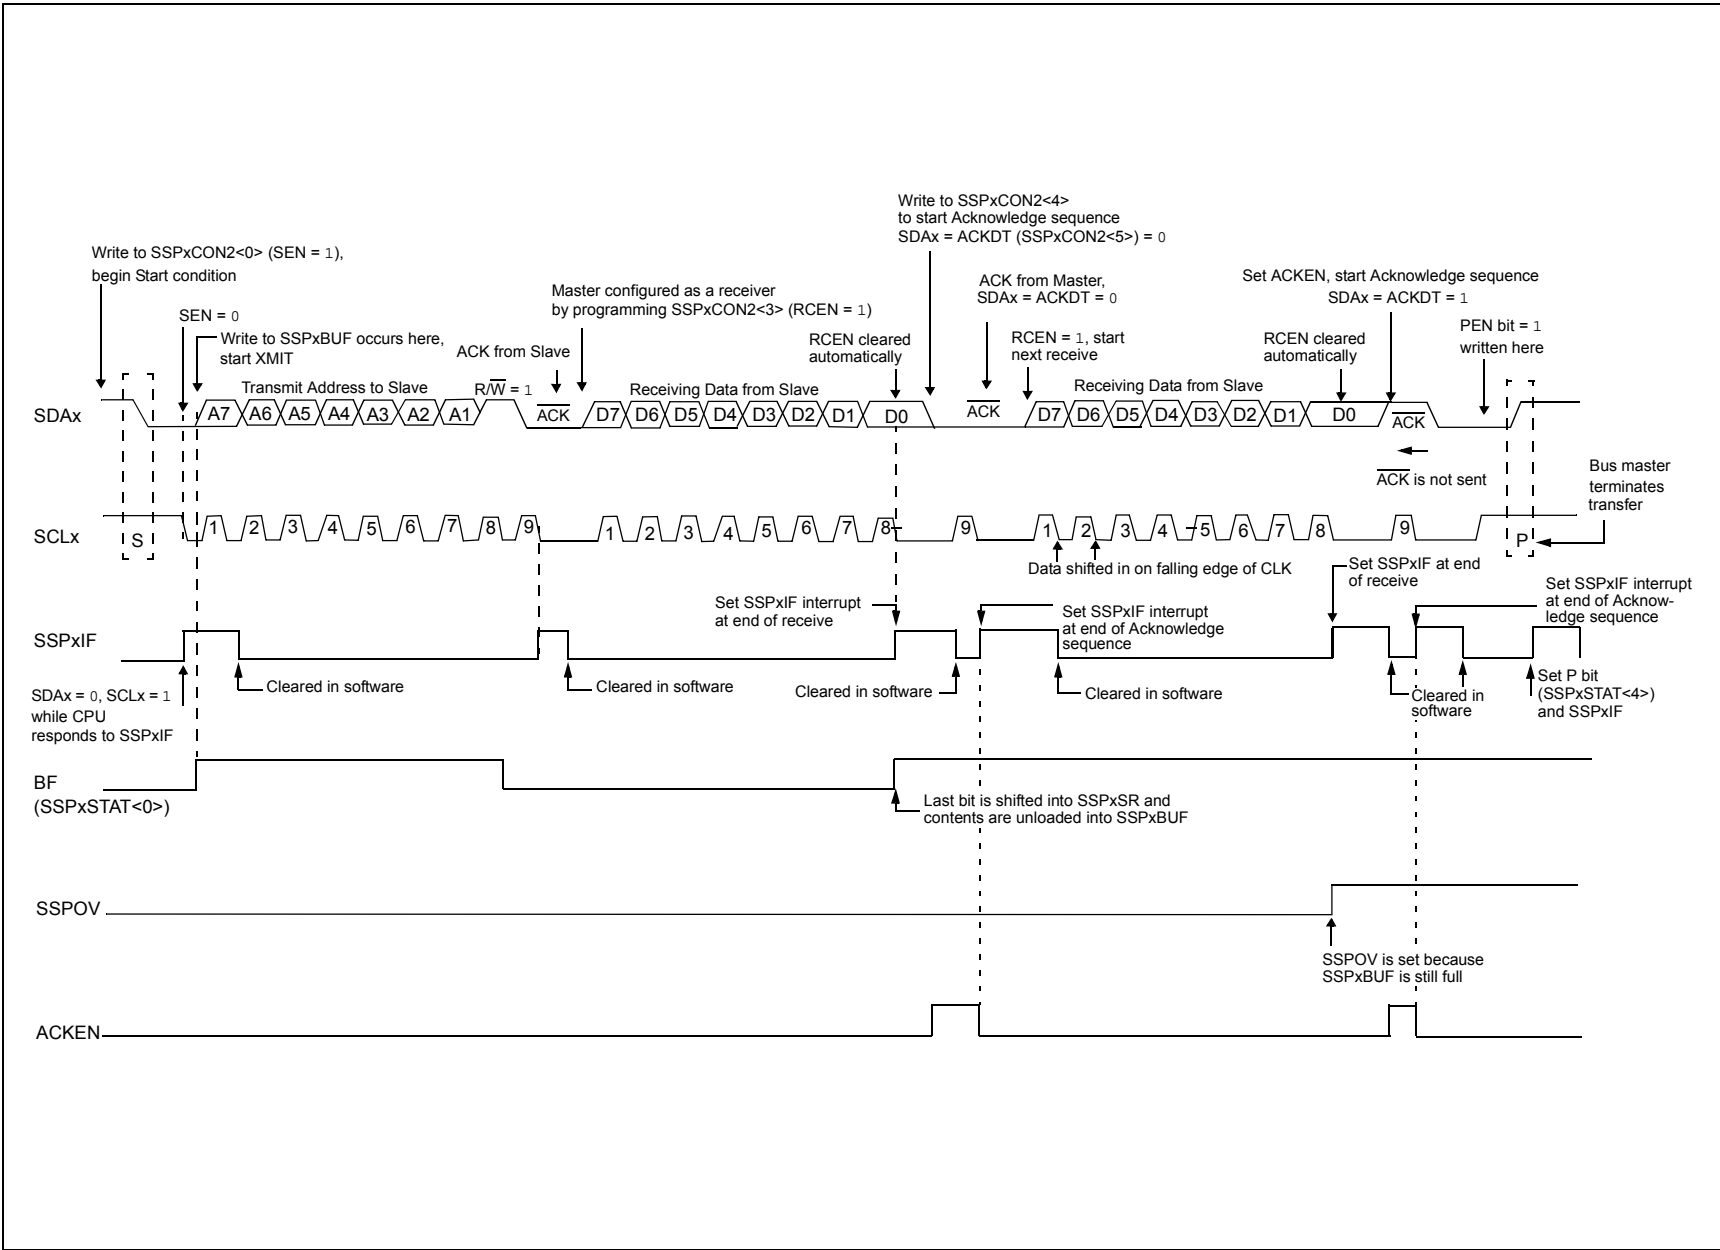 Write to SSPxCON2<4>
to start Acknowledge sequence
SDAx = ACKDT (SSPxCON2<5>) = 0
Write to SSPxCON2<0> (SEN = 1),
begin Start condition
ACK from Master,
SDAx = ACKDT = 0
Set ACKEN, start Acknowledge sequence
SDAx = ACKDT = 1
Master configured as a receiver
by programming SSPxCON2<3> (RCEN = 1)
SEN = 0
Write to SSPxBUF occurs here,
start XMIT
ACK from Slave
RCEN cleared
automatically
RCEN = 1, start
next receive
RCEN cleared
automatically
PEN bit = 1
written here
Transmit Address to Slave
R/W = 1
Receiving Data from Slave
Receiving Data from Slave
SDAx
A7 A6 A5 A4 A3 A2 A1 ACK D7 D6 D5 D4 D3 D2 D1 D0 ACK D7 D6 D5 D4 D3 D2 D1 D0 ACK
ACK is not sent
Bus master
terminates
transfer
SCLx
S 1 2 3 4 5 6 7 8 9 1 2 3 4 5 6 7 8 9 1 2 3 4 5 6 7 8 9 P
Data shifted in on falling edge of CLK
Set SSPxIF at end
of receive
Set SSPxIF interrupt
at end of receive
Set SSPxIF interrupt
at end of Acknowledge
sequence
Set SSPxIF interrupt
at end of Acknow-
ledge sequence
SSPxIF
Cleared in software
Cleared in software
Cleared in software
Cleared in software
Cleared in
software
Set P bit
(SSPxSTAT<4>)
and SSPxIF
SDAx = 0, SCLx = 1
while CPU
responds to SSPxIF
BF
(SSPxSTAT<0>)
Last bit is shifted into SSPxSR and
contents are unloaded into SSPxBUF
SSPOV
SSPOV is set because
SSPxBUF is still full
ACKEN